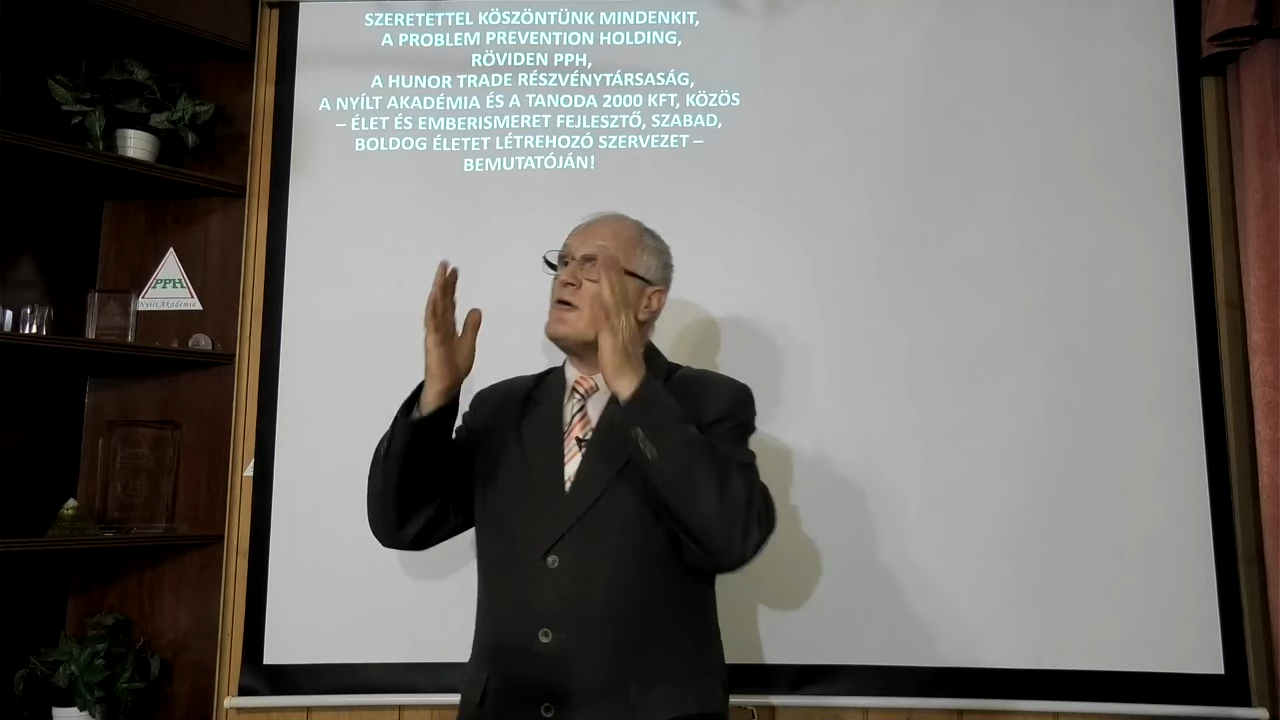 SZERETETTEL KÖSZÖNTÜNK MINDENKIT,
A PROBLEM PREVENTION HOLDING,
RÖVIDEN PPH,
A HUNOR TRADE RÉSZVÉNYTÁRSASÁG,
A NYÍLT AKADÉMIA ÉS A TANODA 2000 KFT, KÖZÖS
– ÉLET ÉS EMBERISMERET FEJLESZTŐ, SZABAD,
BOLDOG ÉLETET LÉTREHOZÓ SZERVEZET –
BEMUTATÓJÁN!
PPH
Nyílt Akadémia